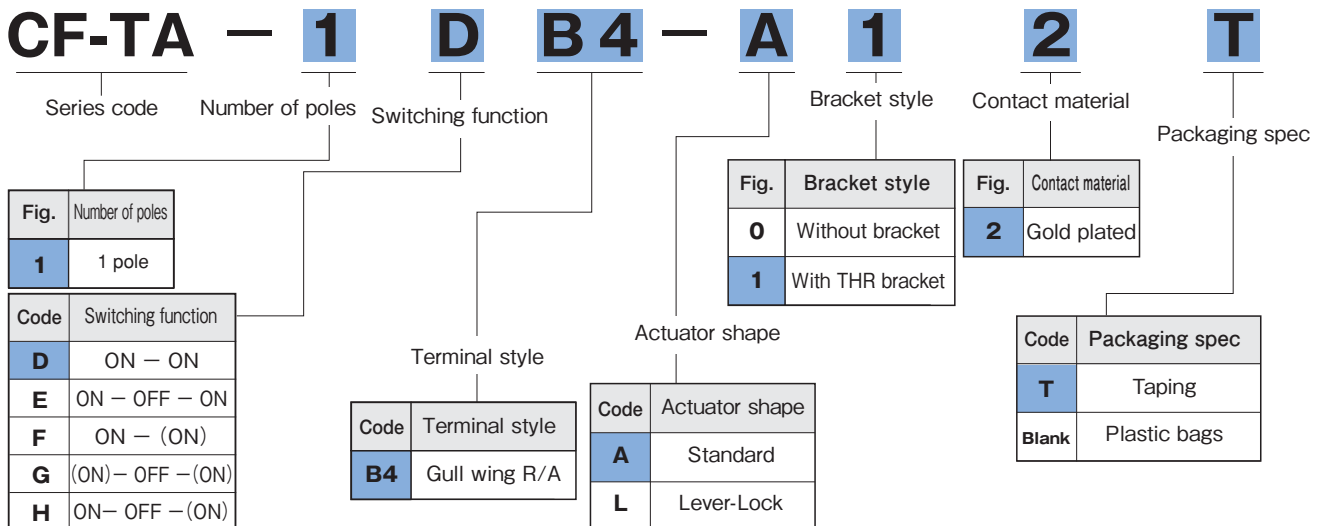 CF-TA － 1 D B4 － A 1 2 T
Series code
Number of poles
Switching function
Bracket style
Contact material
Packaging spec
Fig. Number of poles
1 1 pole
Code Switching function
D ON － ON
E ON － OFF － ON
F ON － (ON)
G (ON)－ OFF －(ON)
H ON－ OFF －(ON)
Terminal style
Code Terminal style
B4 Gull wing R/A
Actuator shape
Code Actuator shape
A Standard
L Lever-Lock
Fig. Bracket style
0 Without bracket
1 With THR bracket
Fig. Contact material
2 Gold plated
Code Packaging spec
T Taping
Blank Plastic bags